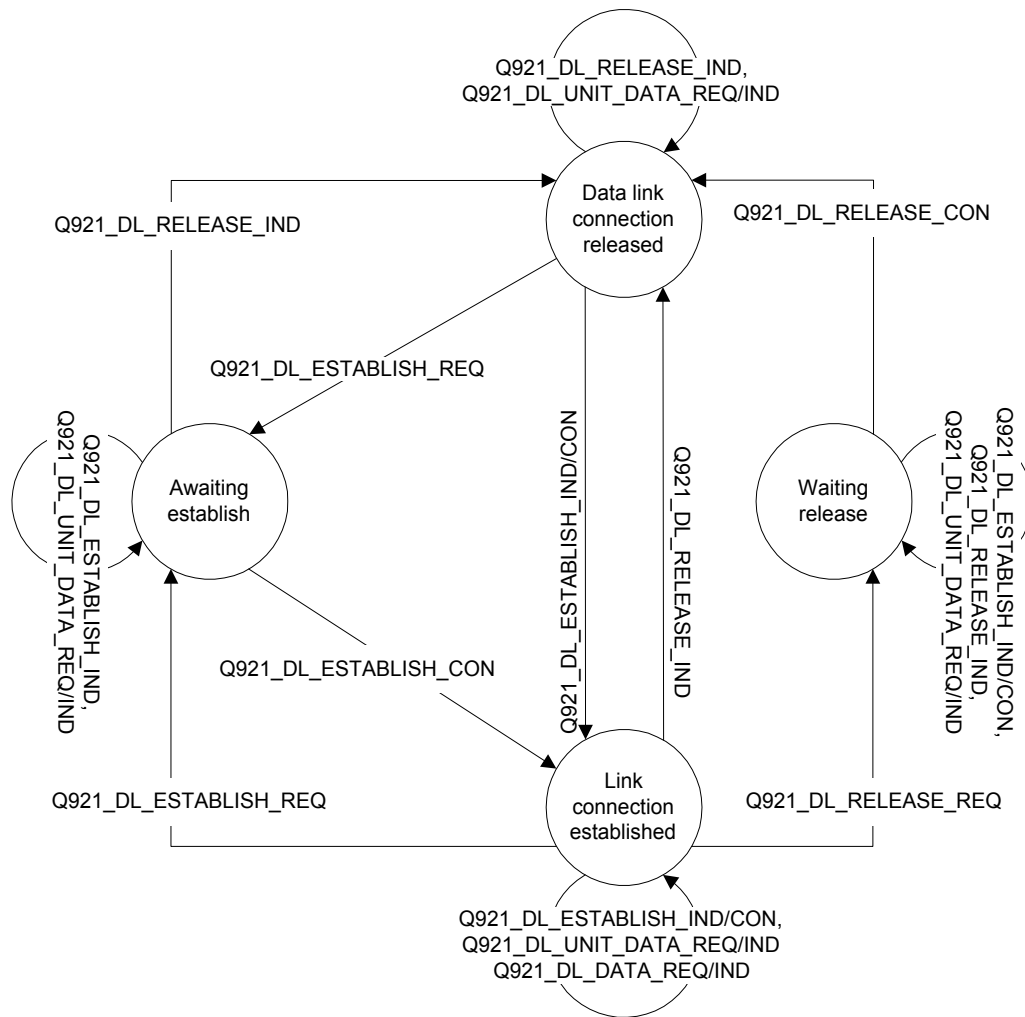 Q921_DL_RELEASE_IND,
Q921_DL_UNIT_DATA_REQ/IND
Data link
connection
released
Q921_DL_RELEASE_IND
Q921_DL_RELEASE_CON
Q921_DL_ESTABLISH_REQ
Q921_DL_ESTABLISH_IND/CON
Q921_DL_RELEASE_IND
Q921_DL_ESTABLISH_IND,
Q921_DL_UNIT_DATA_REQ/IND
Awaiting
establish
Waiting
release
Q921_DL_ESTABLISH_IND/CON,
Q921_DL_RELEASE_IND,
Q921_DL_UNIT_DATA_REQ/IND
Q921_DL_ESTABLISH_CON
Q921_DL_ESTABLISH_REQ
Link
connection
established
Q921_DL_RELEASE_REQ
Q921_DL_ESTABLISH_IND/CON,
Q921_DL_UNIT_DATA_REQ/IND
Q921_DL_DATA_REQ/IND